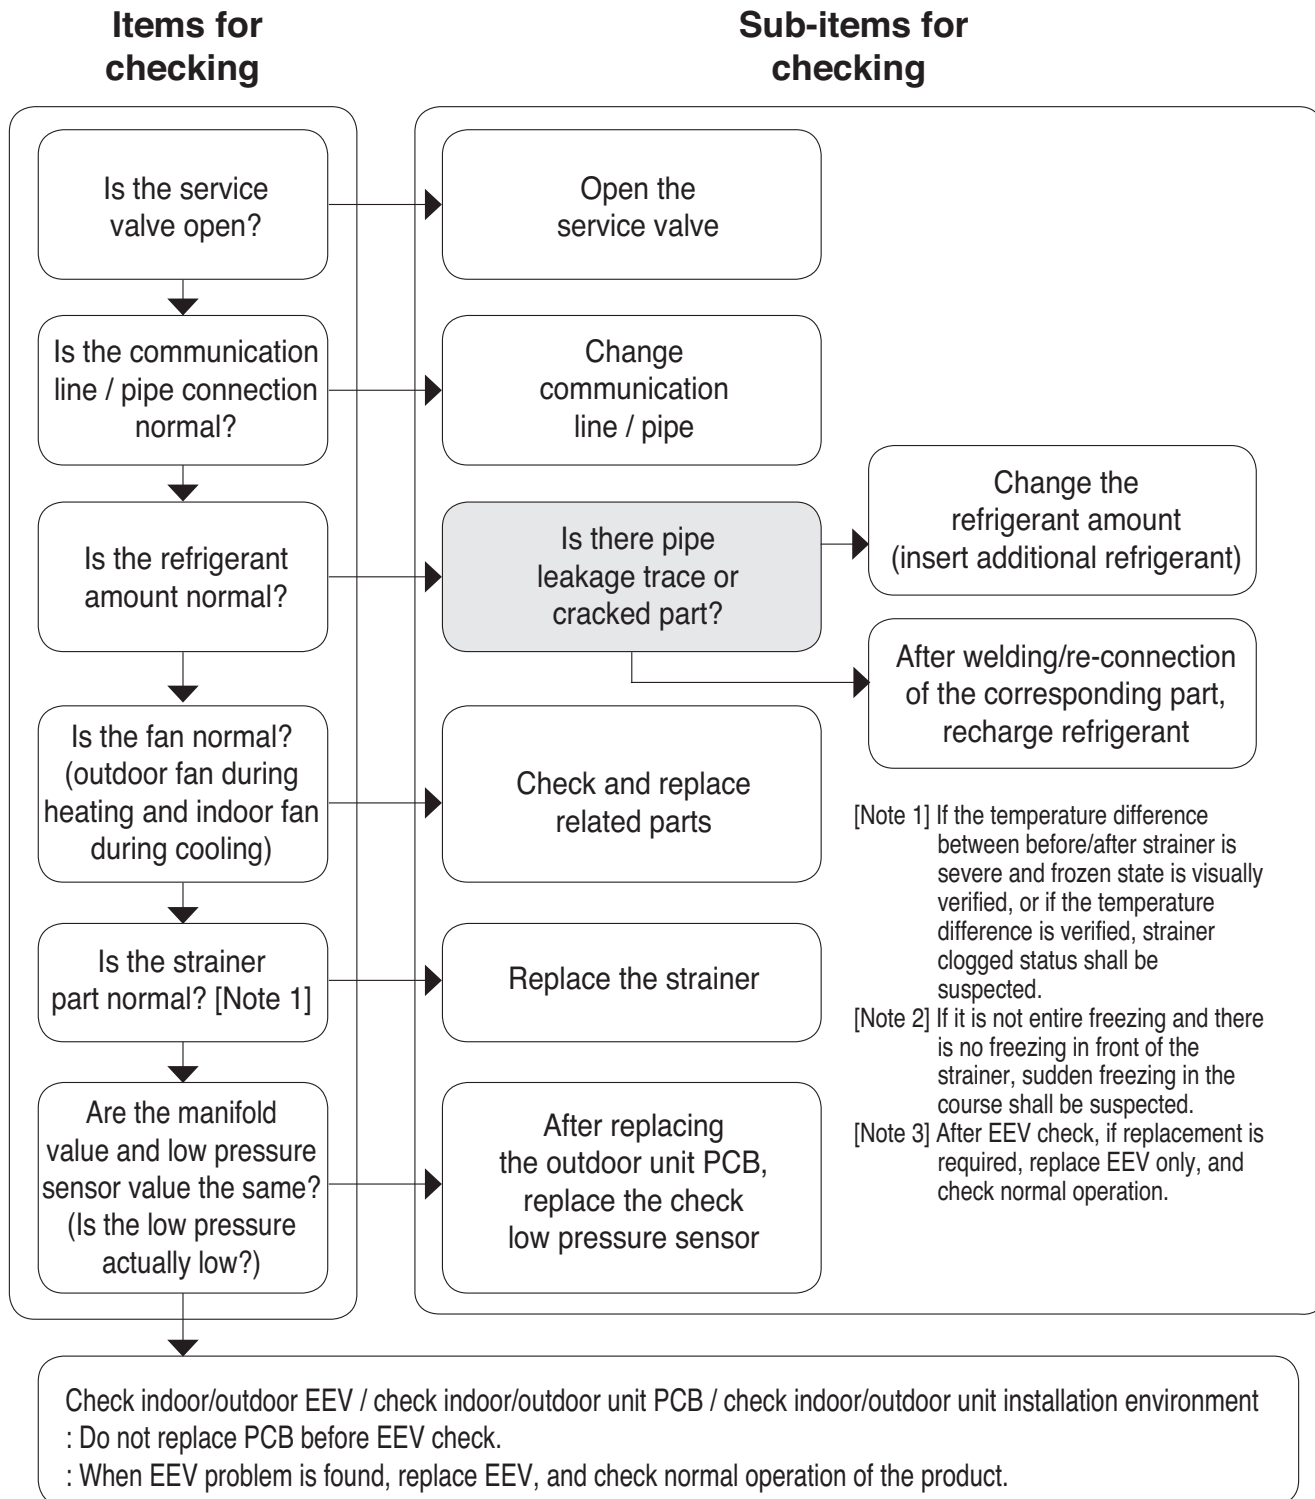 Items for
checking
Sub-items for
checking
Is the service
valve open?
Open the
service valve
Is the communication
line / pipe connection
normal?
Change
communication
line / pipe
Is the refrigerant
amount normal?
Is there pipe
leakage trace or
cracked part?
Change the
refrigerant amount
(insert additional refrigerant)
After welding/re-connection
of the corresponding part,
recharge refrigerant
Is the fan normal?
(outdoor fan during
heating and indoor fan
during cooling)
Check and replace
related parts
Is the strainer
part normal? [Note 1]
Replace the strainer
Are the manifold
value and low pressure
sensor value the same?
(Is the low pressure
actually low?)
After replacing
the outdoor unit PCB,
replace the check
low pressure sensor
[Note 1] If the temperature difference
between before/after strainer is
severe and frozen state is visually
verified, or if the temperature
difference is verified, strainer
clogged status shall be
suspected.
[Note 2] If it is not entire freezing and there
is no freezing in front of the
strainer, sudden freezing in the
course shall be suspected.
[Note 3] After EEV check, if replacement is
required, replace EEV only, and
check normal operation.
Check indoor/outdoor EEV / check indoor/outdoor unit PCB / check indoor/outdoor unit installation environment
: Do not replace PCB before EEV check.
: When EEV problem is found, replace EEV, and check normal operation of the product.